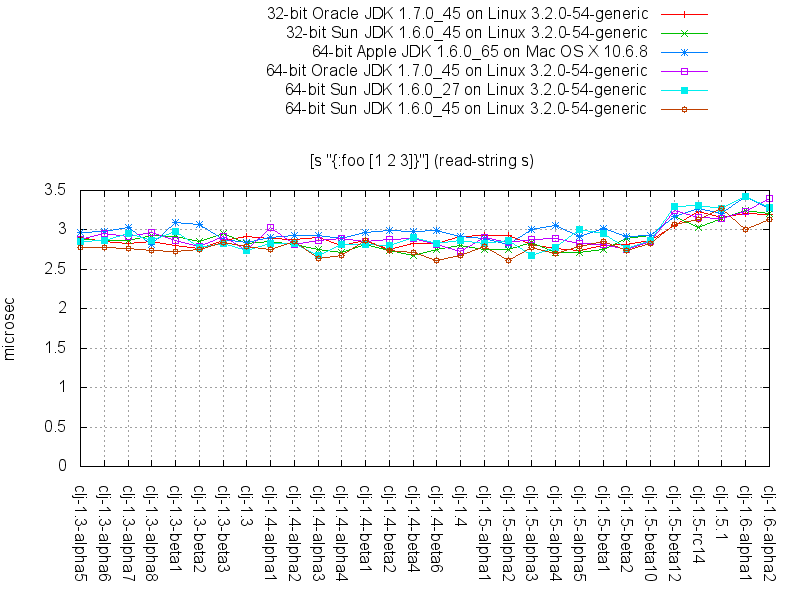 32-bit Oracle JDK 1.7.0_45 on Linux 3.2.0-54-generic
32-bit Sun JDK 1.6.0_45 on Linux 3.2.0-54-generic
64-bit Apple JDK 1.6.0_65 on Mac OS X 10.6.8
64-bit Oracle JDK 1.7.0_45 on Linux 3.2.0-54-generic
64-bit Sun JDK 1.6.0_27 on Linux 3.2.0-54-generic
64-bit Sun JDK 1.6.0_45 on Linux 3.2.0-54-generic
[s "{:foo [1 2 3]}"] (read-string s)
3.5
3
2.5
2
1.5
1
0.5
0
microsec
clj-1.3-alpha5
clj-1.3-alpha6
clj-1.3-alpha7
clj-1.3-alpha8
clj-1.3-beta1
clj-1.3-beta2
clj-1.3-beta3
clj-1.3
clj-1.4-alpha1
clj-1.4-alpha2
clj-1.4-alpha3
clj-1.4-alpha4
clj-1.4-beta1
clj-1.4-beta2
clj-1.4-beta4
clj-1.4-beta6
clj-1.4
clj-1.5-alpha1
clj-1.5-alpha2
clj-1.5-alpha3
clj-1.5-alpha4
clj-1.5-alpha5
clj-1.5-beta1
clj-1.5-beta2
clj-1.5-beta10
clj-1.5-beta12
clj-1.5-rc14
clj-1.5.1
clj-1.6-alpha1
clj-1.6-alpha2